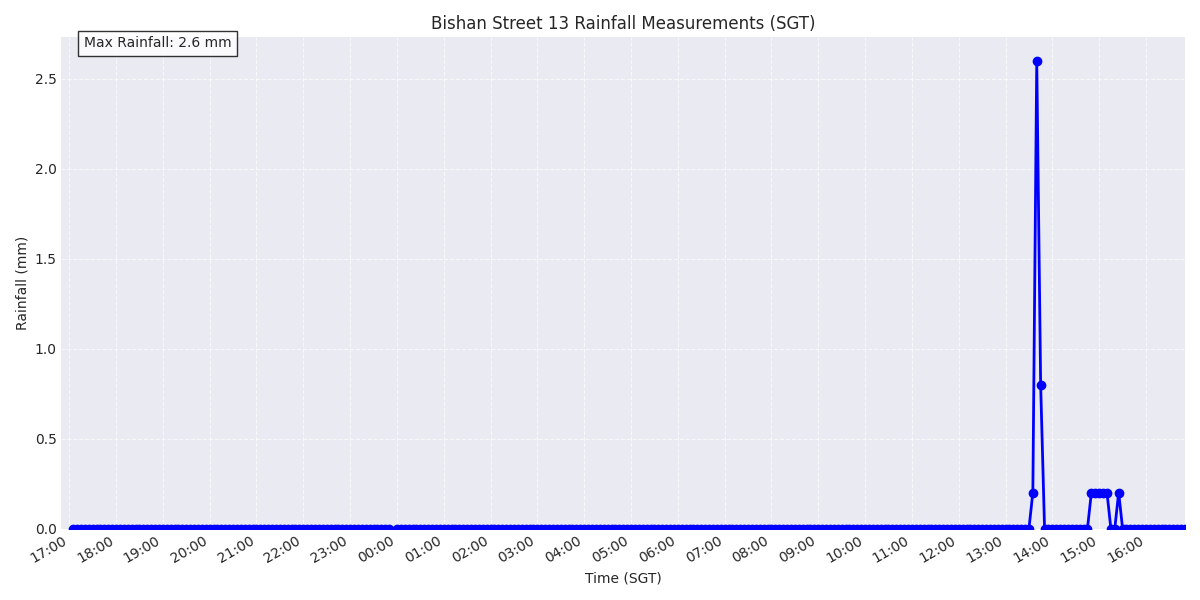 Bishan Street 13 Rainfall Measurements (SGT)
Max Rainfall: 2.6 mm
2.5
2.0
1.5
1.0
0.5
0.0
Rainfall (mm)
17:00 18:00 19:00 20:00 21:00 22:00 23:00 00:00 01:00 02:00 03:00 04:00 05:00 06:00 07:00 08:00 09:00 10:00 11:00 12:00 13:00 14:00 15:00 16:00
Time (SGT)